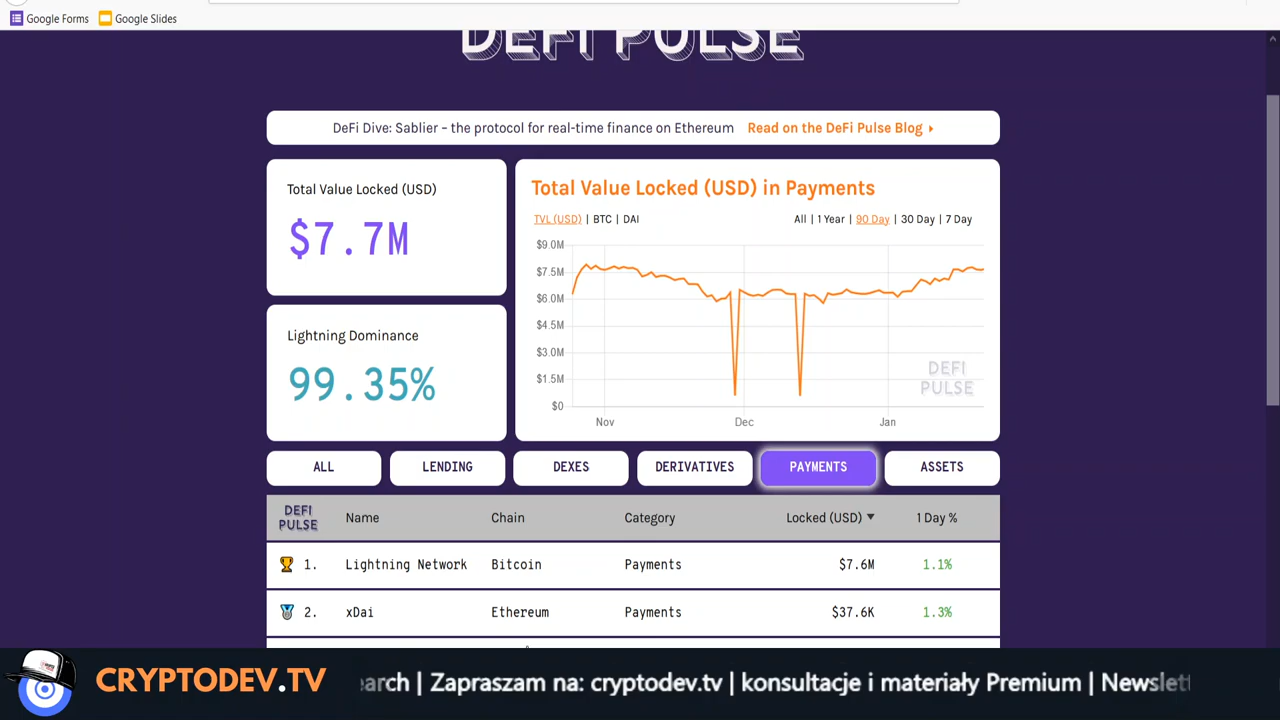 Google Forms Google Slides
DEFI PULSE
DeFi Dive: Sablier – the protocol for real-time finance on Ethereum Read on the DeFi Pulse Blog
Total Value Locked (USD)
$7.7M
Lightning Dominance
99.35%
Total Value Locked (USD) in Payments
TVL (USD) | BTC | DAI All | 1 Year | 90 Day | 30 Day | 7 Day
$9.0M
$7.5M
$6.0M
$4.5M
$3.0M
$1.5M
$0
DEFI
PULSE
Nov Dec Jan
ALL LENDING DEXES DERIVATIVES PAYMENTS ASSETS
DEFI
PULSE
Name Chain Category Locked (USD) ▼ 1 Day %
1. Lightning Network Bitcoin Payments $7.6M 1.1%
2. xDai Ethereum Payments $37.6K 1.3%
CRYPTODEV.TV earch | Zapraszam na: cryptodev.tv | konsultacje i materiały Premium | Newslett